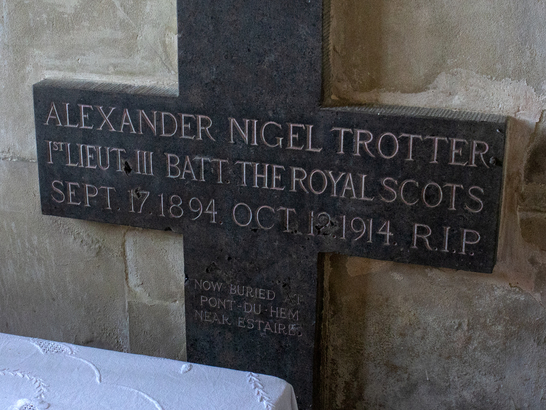 ALEXANDER NIGEL TROTTER.
1ST LIEUT. III BATT. THE ROYAL SCOTS
SEPT. 17. 1894. OCT. 12. 1914. R.I.P.
NOW BURIED
PONT·DU·HEM
NEAR ESTAIRES